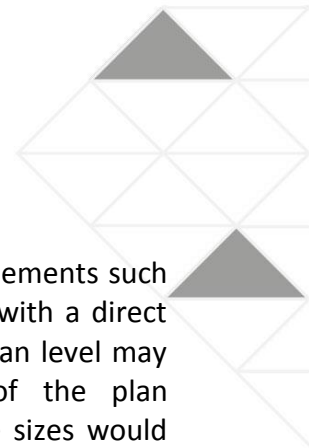 ements such
with a direct
an level may
of the plan
sizes would